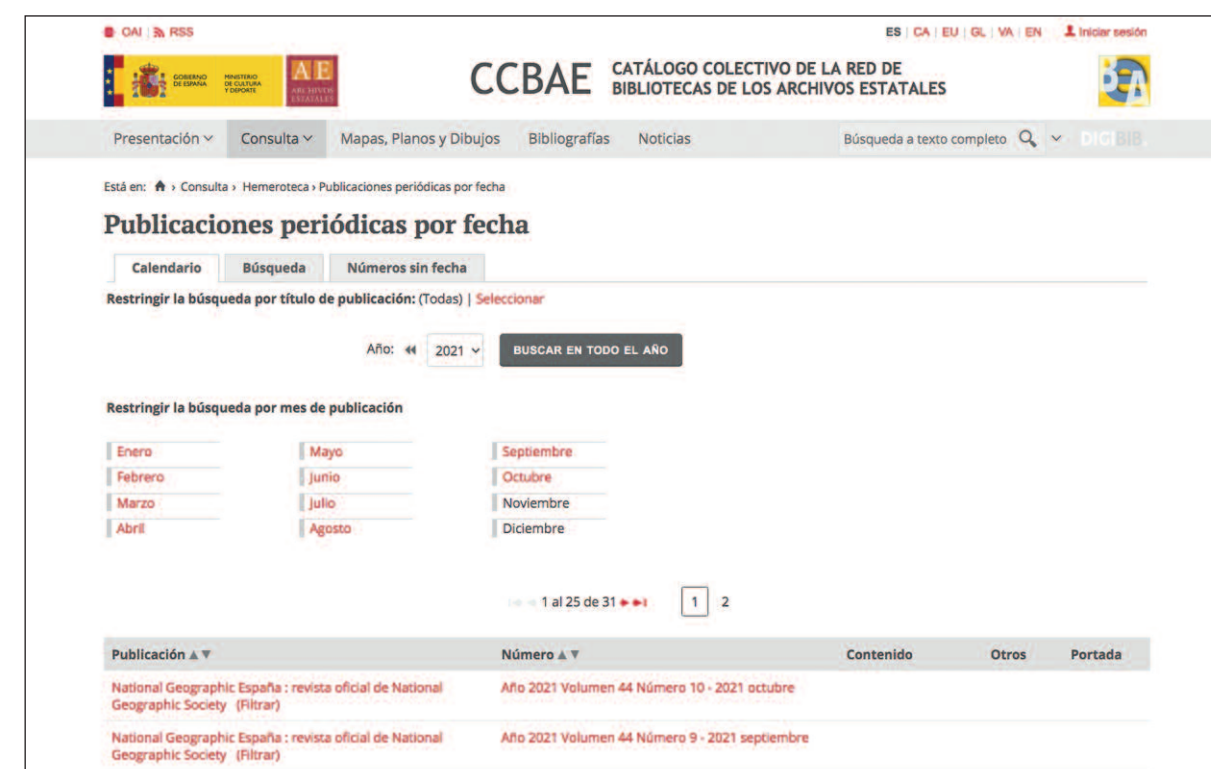 OAI | RSS
ES | CA | EU | GL | VA | EN Iniciar sesión
GOBIERNO DE ESPAÑA
MINISTERIO DE CULTURA Y DEPORTE
AE
ARCHIVOS ESTATALES
CCBAE
CATÁLOGO COLECTIVO DE LA RED DE
BIBLIOTECAS DE LOS ARCHIVOS ESTATALES
BEA
Presentación Consulta Mapas, Planos y Dibujos Bibliografías Noticias Búsqueda a texto completo DIGIBIB
Está en: › Consulta › Hemeroteca › Publicaciones periódicas por fecha
Publicaciones periódicas por fecha
Calendario Búsqueda Números sin fecha
Restringir la búsqueda por título de publicación: (Todas) | Seleccionar
Año: 2021 BUSCAR EN TODO EL AÑO
Restringir la búsqueda por mes de publicación
Enero Mayo Septiembre
Febrero Junio Octubre
Marzo Julio Noviembre
Abril Agosto Diciembre
1 al 25 de 31 1 2
Publicación Número Contenido Otros Portada
National Geographic España : revista oficial de National Año 2021 Volumen 44 Número 10 - 2021 octubre
Geographic Society (Filtrar)
National Geographic España : revista oficial de National Año 2021 Volumen 44 Número 9 - 2021 septiembre
Geographic Society (Filtrar)